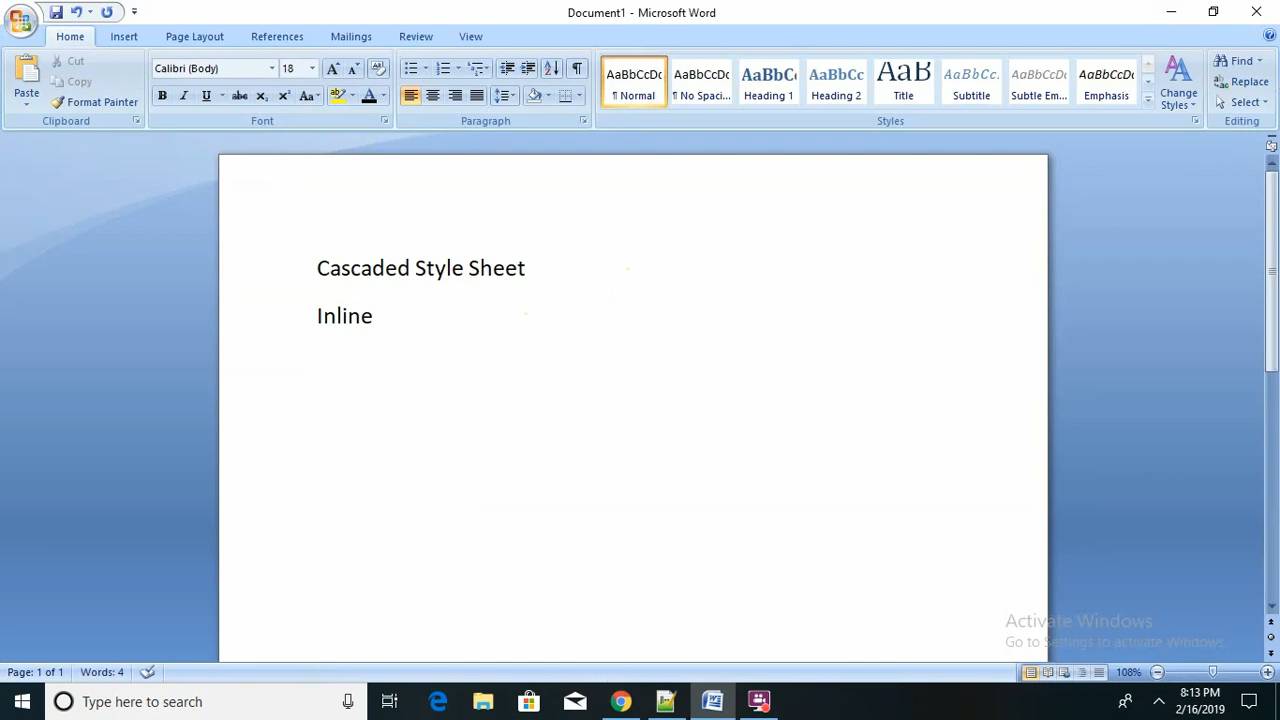 Document1 - Microsoft Word
Home Insert Page Layout References Mailings Review View
Paste
Cut
Copy
Format Painter
Clipboard
Calibri (Body) 18
Font
Paragraph
AaBbCcDc AaBbCcDc AaBbCc AaBbCc AaB AaBbCc. AaBbCcDc AaBbCcDc
¶ Normal ¶ No Spaci... Heading 1 Heading 2 Title Subtitle Subtle Em... Emphasis
Change Styles
Styles
Find
Replace
Select
Editing
Cascaded Style Sheet
Inline
Activate Windows
Go to Settings to activate Windows.
Page: 1 of 1 Words: 4 108%
Type here to search
8:13 PM
2/16/2019